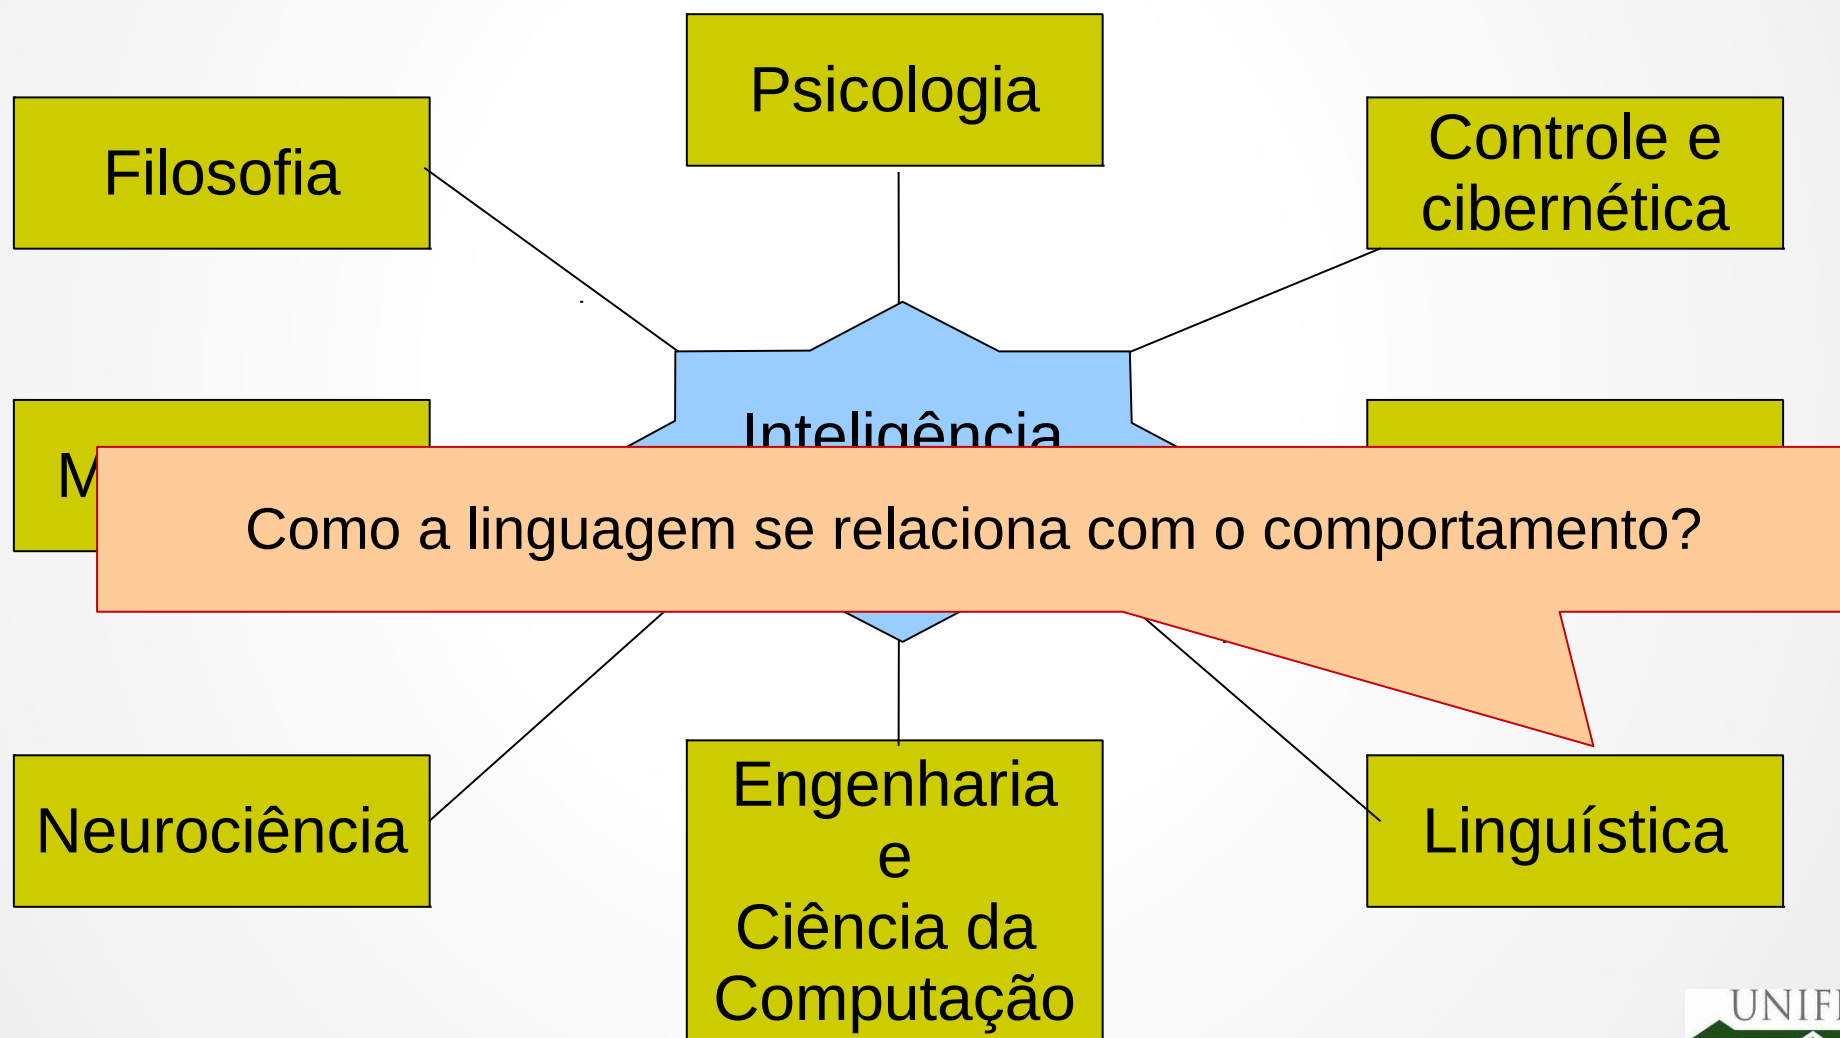 Psicologia
Filosofia
Controle e
cibernética
Inteligência
M
Como a linguagem se relaciona com o comportamento?
Neurociência
Engenharia
e
Ciência da
Computação
Linguística